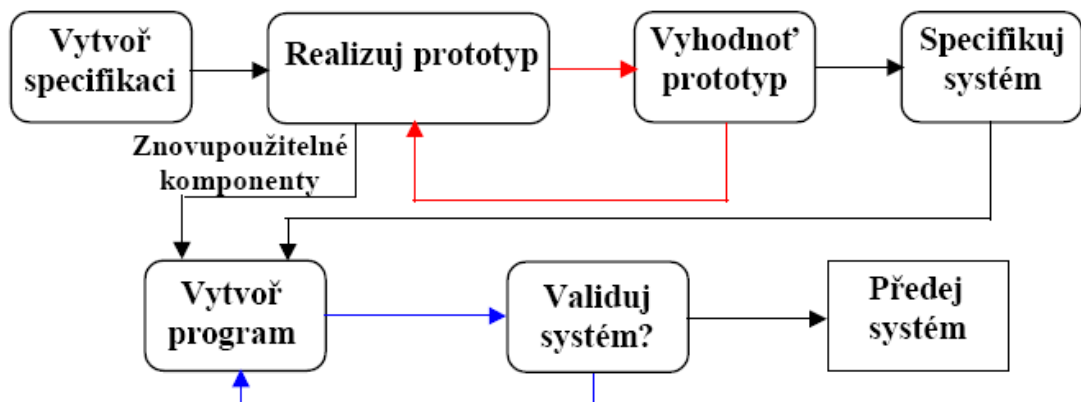 Vytvoř
specifikaci
Realizuj prototyp
Vyhodnoť
prototyp
Specifikuj
systém
Znovupoužitelné
komponenty
Vytvoř
program
Validuj
systém?
Předej
systém